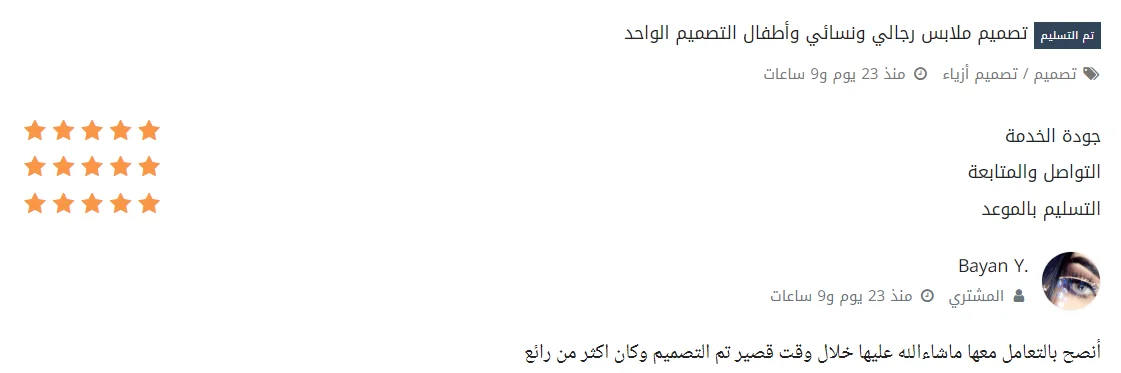 تم التسليم تصميم ملابس رجالي ونسائي وأطفال التصميم الواحد
تصميم / تصميم أزياء منذ 23 يوم و9 ساعات
جودة الخدمة
التواصل والمتابعة
التسليم بالموعد
Bayan Y.
المشتري منذ 23 يوم و9 ساعات
أنصح بالتعامل معها ماشاءالله عليها خلال وقت قصير تم التصميم وكان اكثر من رائع